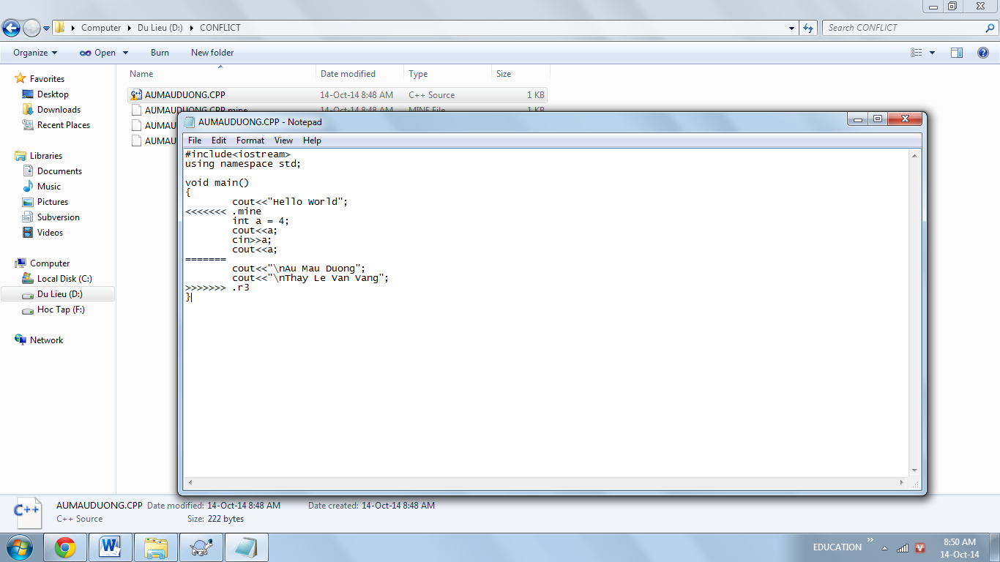 Computer Du Lieu (D:) CONFLICT
Search CONFLICT
Organize Open Burn New folder
Name Date modified Type Size
Favorites
Desktop
Downloads
Recent Places
Libraries
Documents
Music
Pictures
Subversion
Videos
Computer
Local Disk (C:)
Du Lieu (D:)
Hoc Tap (F:)
Network
AUMAUDUONG.CPP 14-Oct-14 8:48 AM C++ Source 1 KB
AUMAUDUONG.CPP.mine 14-Oct-14 8:48 AM MINE File 1 KB
AUMAU
AUMAU
AUMAUDUONG.CPP - Notepad
File Edit Format View Help
#include<iostream>
using namespace std;
void main()
{
cout<<"Hello World";
<<<<<<< .mine
int a = 4;
cout<<a;
cin>>a;
cout<<a;
=======
cout<<"\nAu Mau Duong";
cout<<"\nThay Le Van Vang";
>>>>>>> .r3
}
C++
AUMAUDUONG.CPP Date modified: 14-Oct-14 8:48 AM Date created: 14-Oct-14 8:48 AM
C++ Source Size: 222 bytes
EDUCATION
8:50 AM
14-Oct-14